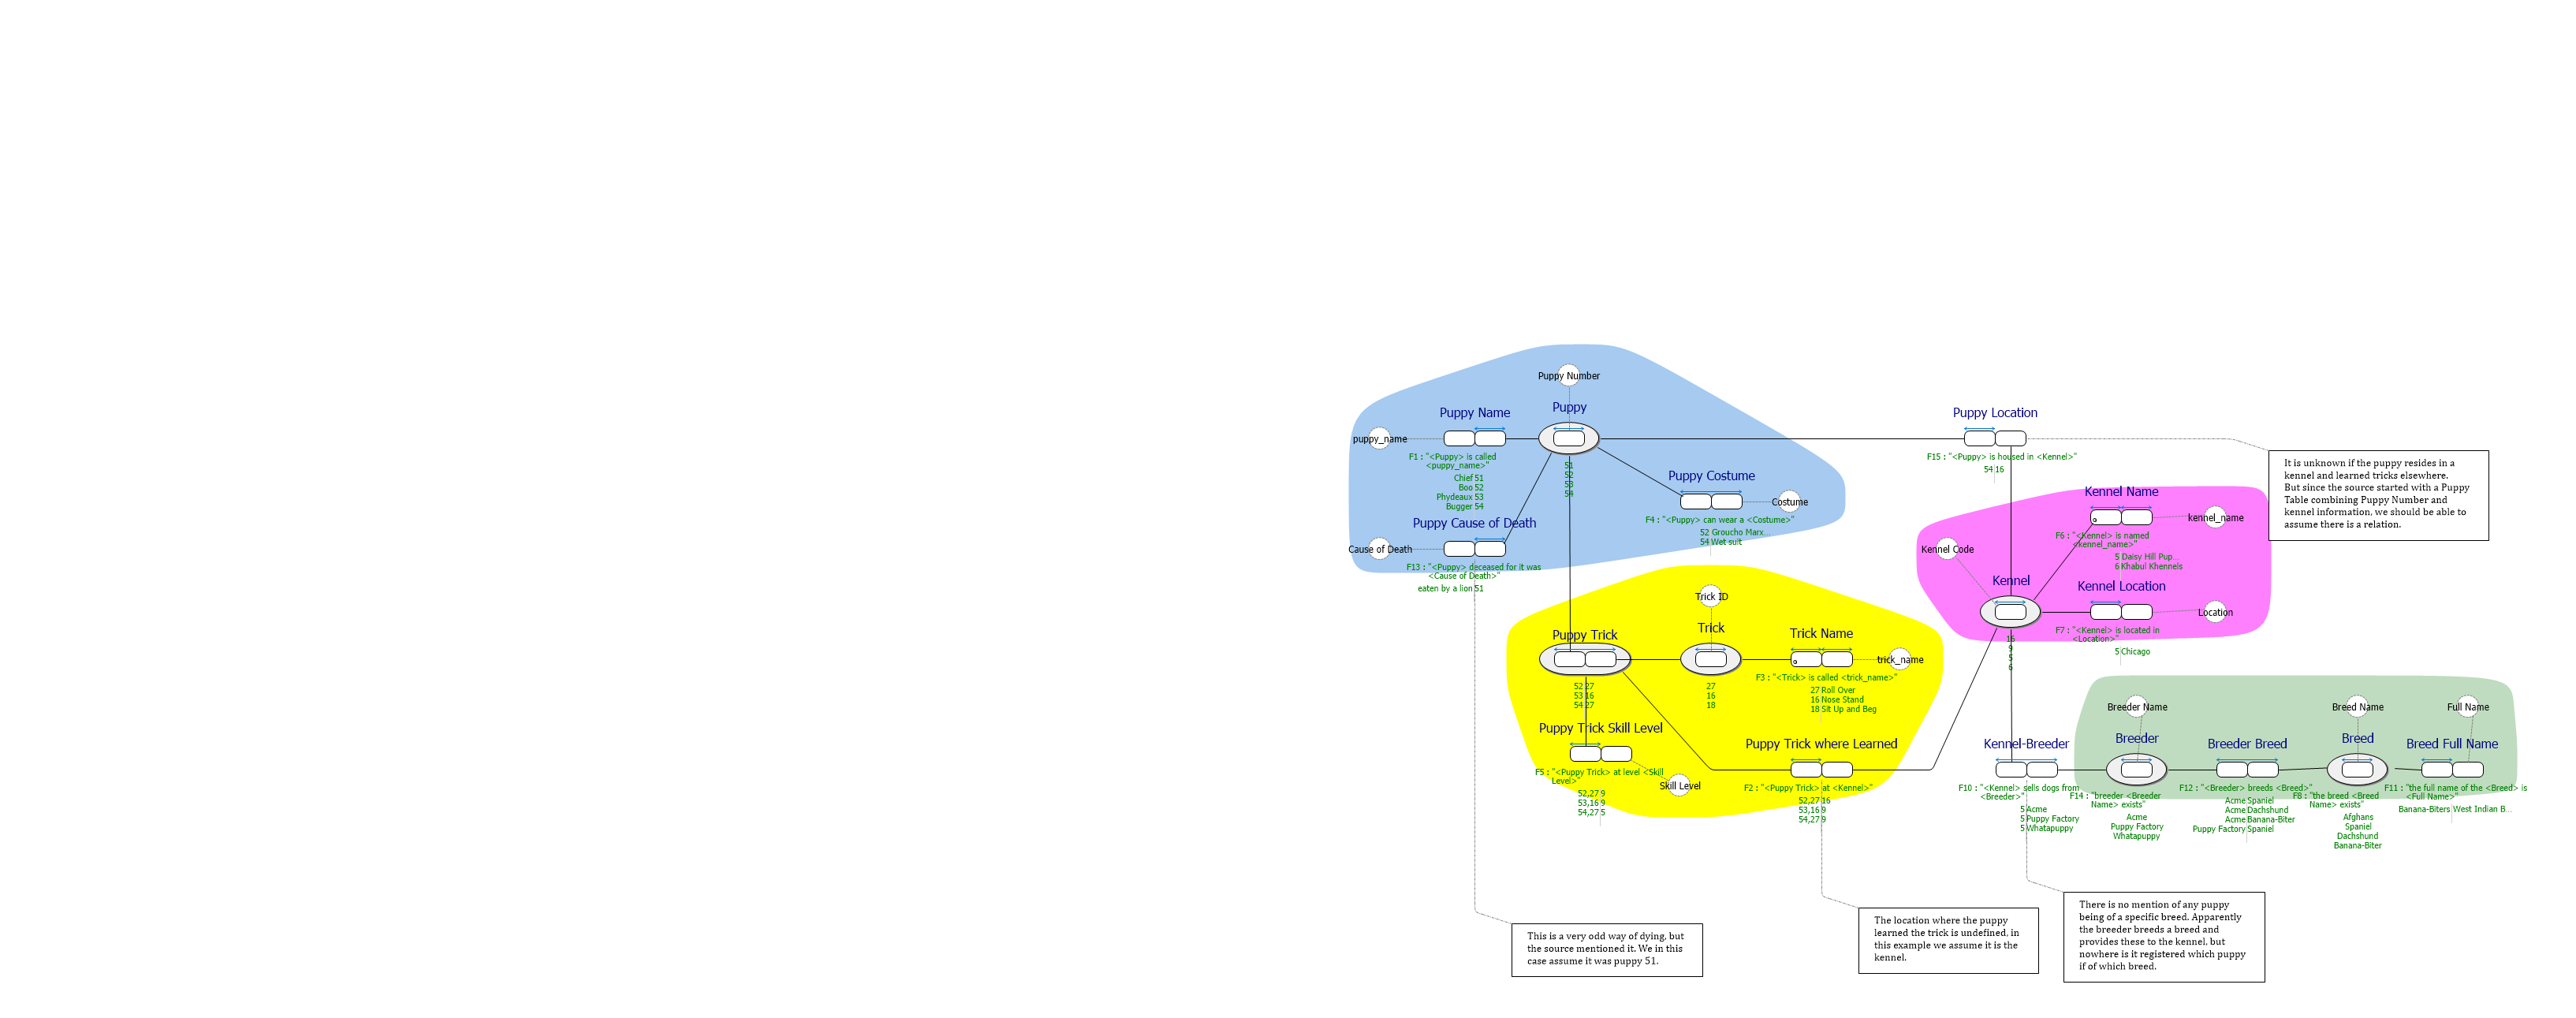 Puppy Number
Puppy
Puppy Name
puppy_name
F1 : "<Puppy> is called
<puppy_name>"
Chief 51
Boo 52
Phydeaux 53
Bugger 54
51
52
53
54
Puppy Costume
Costume
F4 : "<Puppy> can wear a <Costume>"
52 Groucho Marx...
54 Wet suit
Puppy Cause of Death
Cause of Death
F13 : "<Puppy> deceased for it was
<Cause of Death>"
eaten by a lion 51
Puppy Location
F15 : "<Puppy> is housed in <Kennel>"
54 16
It is unknown if the puppy resides in a
kennel and learned tricks elsewhere.
But since the source started with a Puppy
Table combining Puppy Number and
kennel information, we should be able to
assume there is a relation.
Kennel Name
kennel_name
F6 : "<Kennel> is named
<kennel_name>"
5 Daisy Hill Pup...
6 Khabul Khennels
Kennel Code
Kennel
16
9
5
6
Kennel Location
Location
F7 : "<Kennel> is located in
<Location>"
5 Chicago
Trick ID
Puppy Trick
52 27
53 16
54 27
Trick
27
16
18
Trick Name
trick_name
F3 : "<Trick> is called <trick_name>"
27 Roll Over
16 Nose Stand
18 Sit Up and Beg
Puppy Trick Skill Level
F5 : "<Puppy Trick> at level <Skill
Level>"
Skill Level
52,27 9
53,16 9
54,27 5
Puppy Trick where Learned
F2 : "<Puppy Trick> at <Kennel>"
52,27 16
53,16 9
54,27 9
Kennel-Breeder
F10 : "<Kennel> sells dogs from
<Breeder>"
5 Acme
5 Puppy Factory
5 Whatapuppy
Breeder Name
Breeder
F14 : "breeder <Breeder
Name> exists"
Acme
Puppy Factory
Whatapuppy
Breeder Breed
F12 : "<Breeder> breeds <Breed>"
Acme Spaniel
Acme Dachshund
Acme Banana-Biter
Puppy Factory Spaniel
Breed Name
Breed
F8 : "the breed <Breed
Name> exists"
Afghans
Spaniel
Dachshund
Banana-Biter
Full Name
Breed Full Name
F11 : "the full name of the <Breed> is
<Full Name>"
Banana-Biters West Indian B...
This is a very odd way of dying, but
the source mentioned it. We in this
case assume it was puppy 51.
The location where the puppy
learned the trick is undefined, in
this example we assume it is the
kennel.
There is no mention of any puppy
being of a specific breed. Apparently
the breeder breeds a breed and
provides these to the kennel, but
nowhere is it registered which puppy
if of which breed.